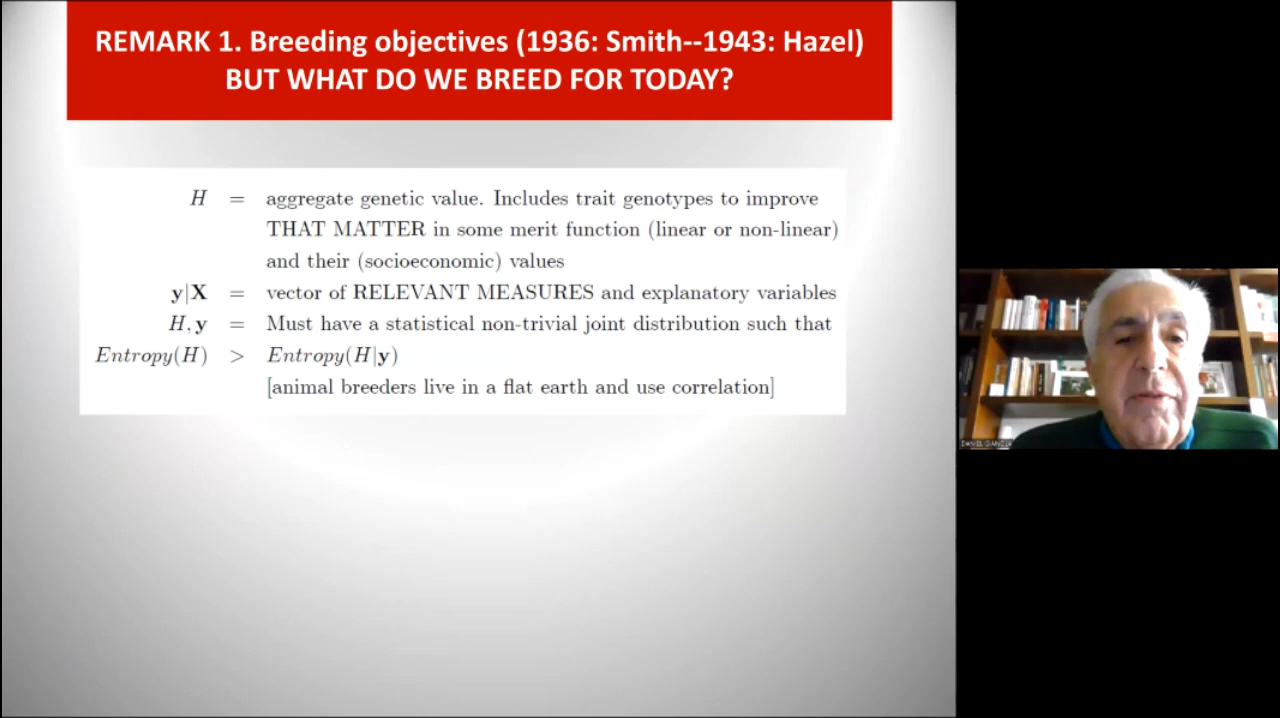 REMARK 1. Breeding objectives (1936: Smith--1943: Hazel)
BUT WHAT DO WE BREED FOR TODAY?
H = aggregate genetic value. Includes trait genotypes to improve
THAT MATTER in some merit function (linear or non-linear)
and their (socioeconomic) values
y|X = vector of RELEVANT MEASURES and explanatory variables
H, y = Must have a statistical non-trivial joint distribution such that
Entropy(H) > Entropy(H|y)
[animal breeders live in a flat earth and use correlation]
DANIEL